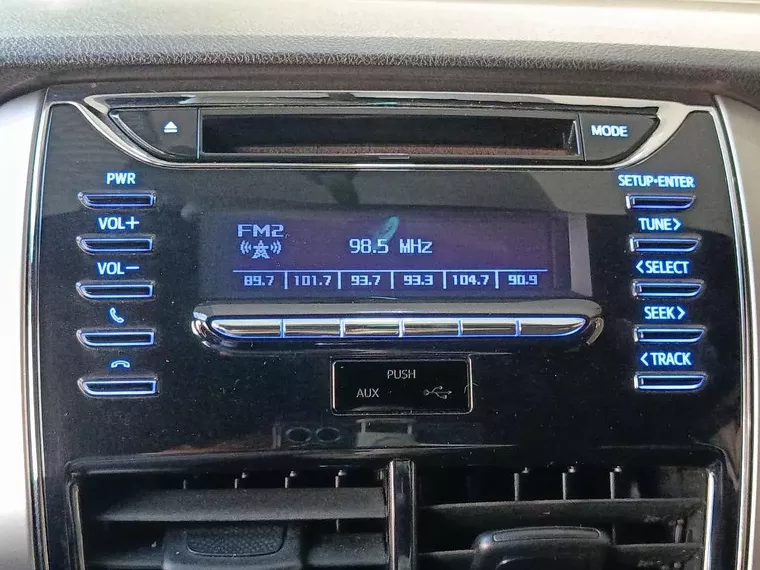 MODE
PWR
SETUP•ENTER
VOL+
TUNE>
VOL−
<SELECT
SEEK>
<TRACK
FM2
98.5 MHz
89.7 101.7 93.7 93.3 104.7 90.9
PUSH
AUX